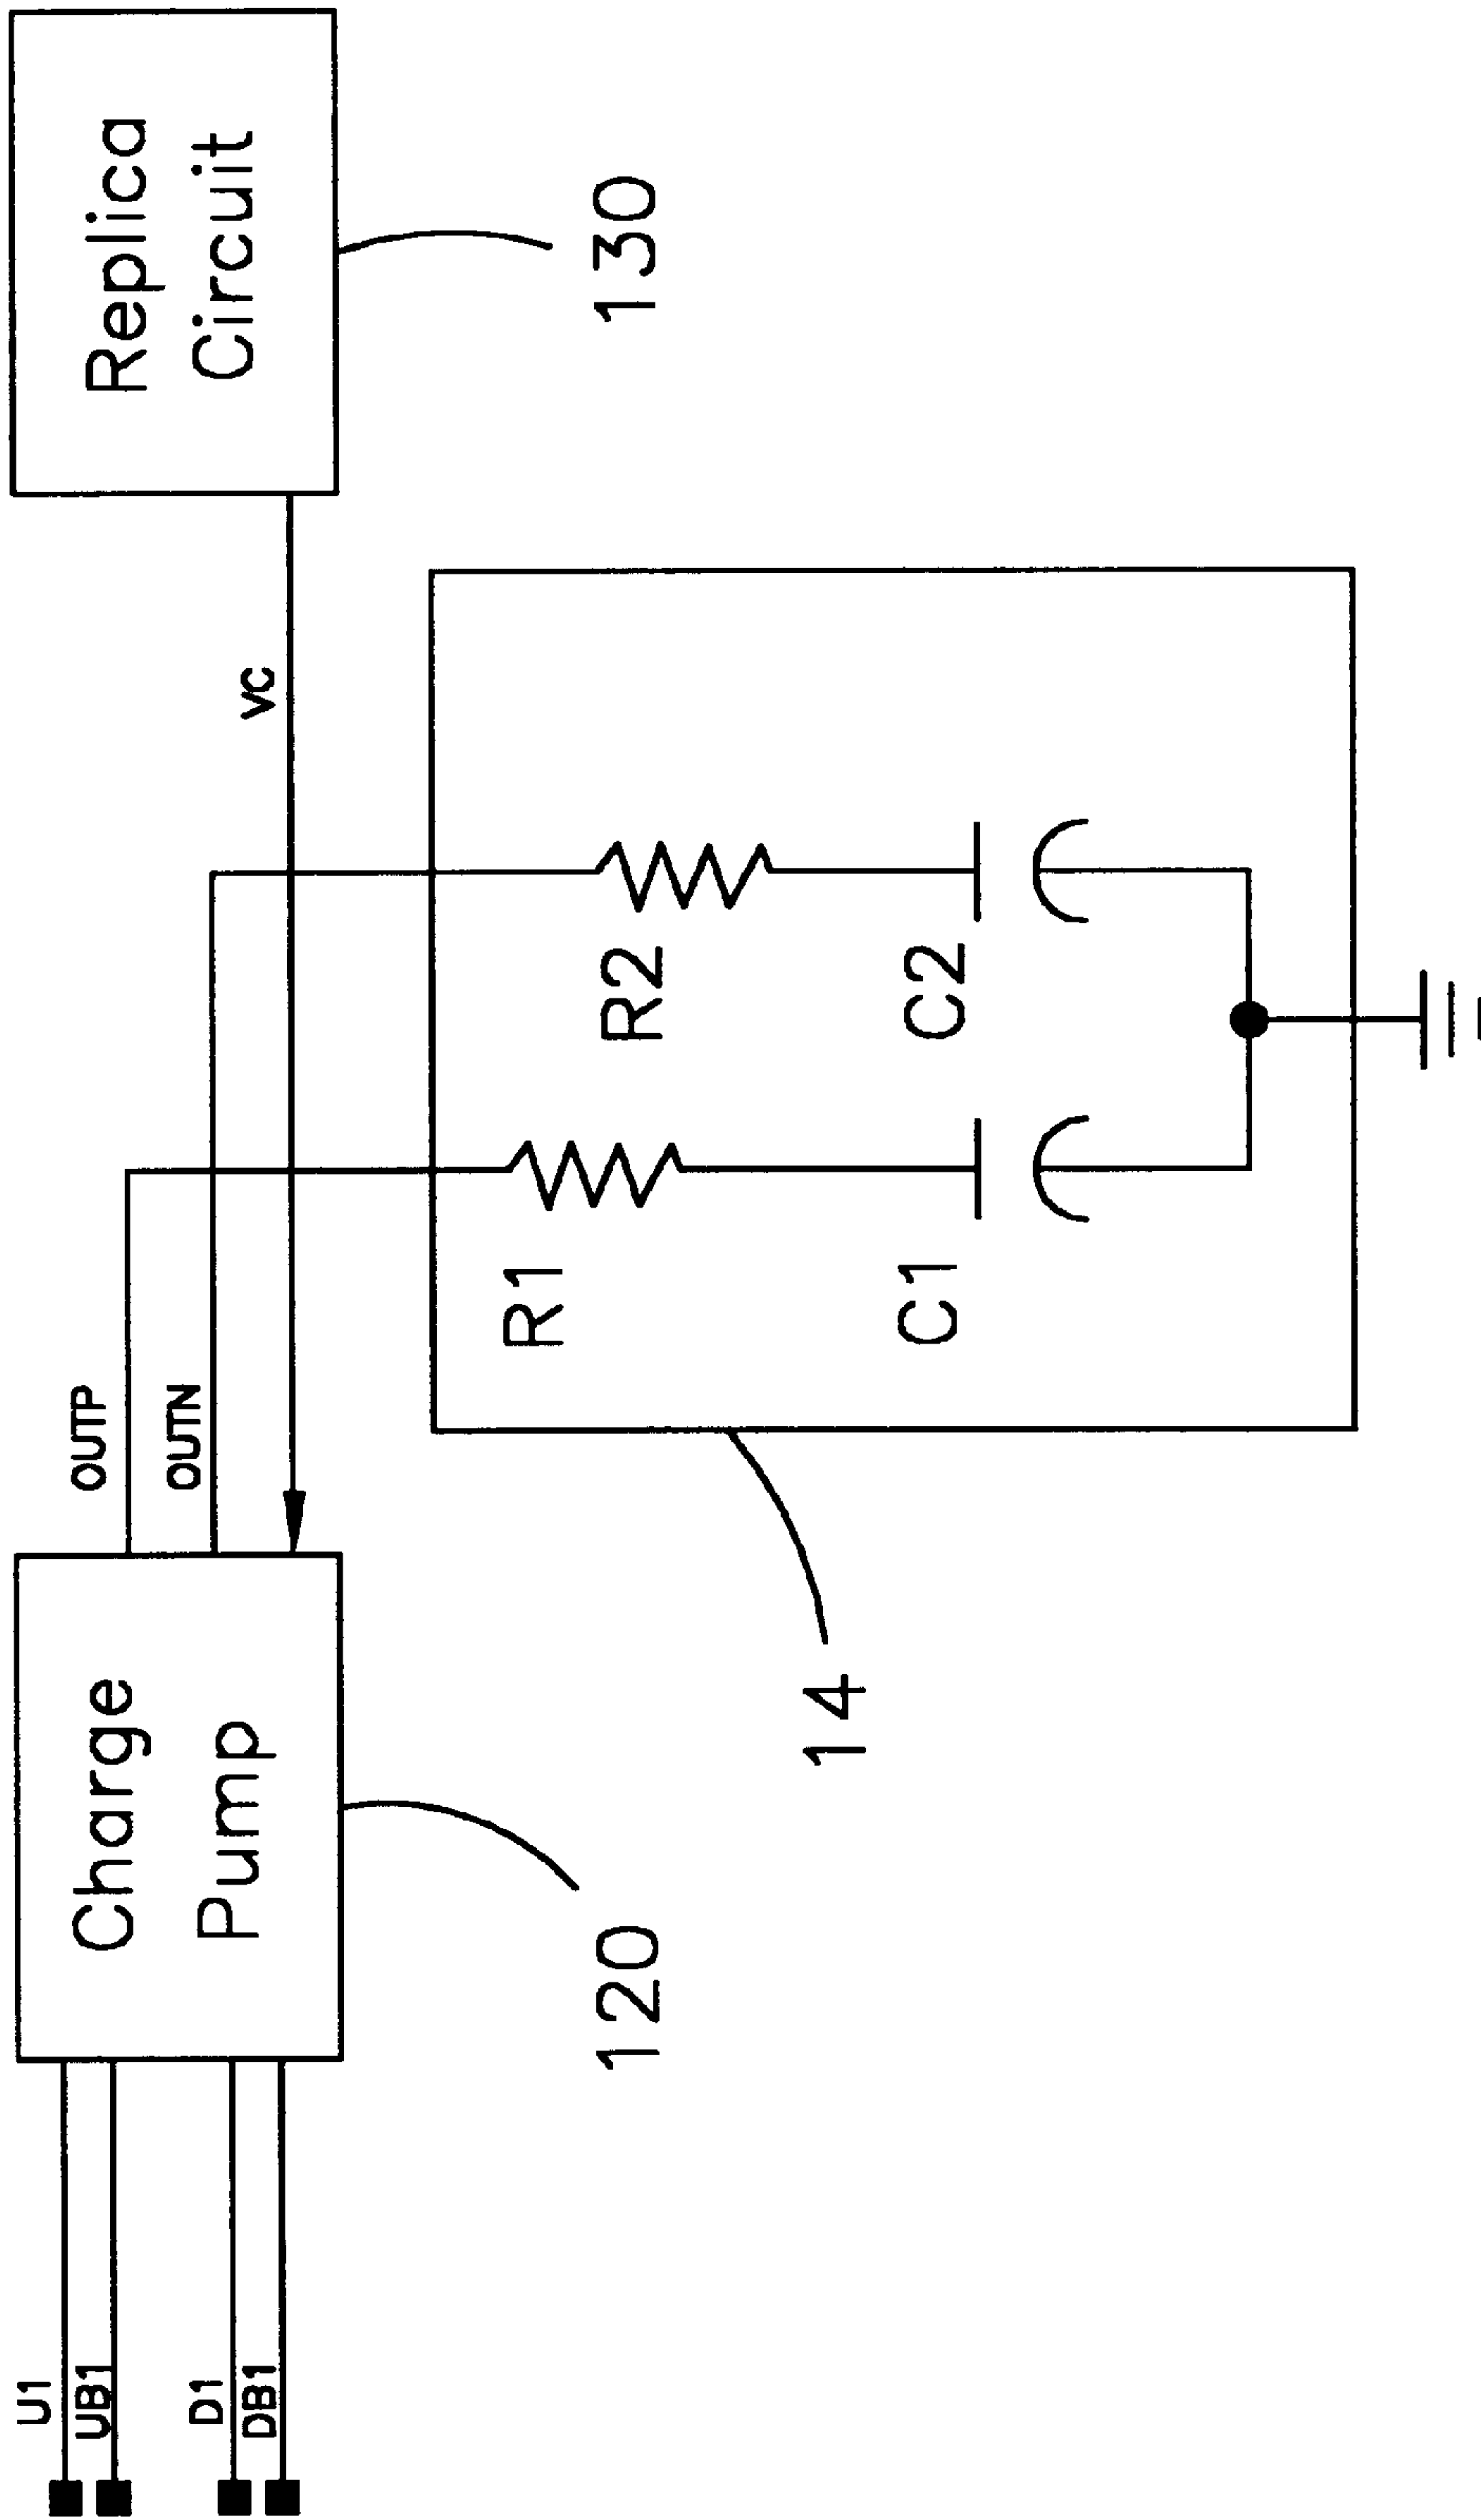 U1
UB1
D1
DB1
Charge
Pump
120
OUTP
OUTN
VC
Replica
Circuit
130
14
R1
R2
C1
C2